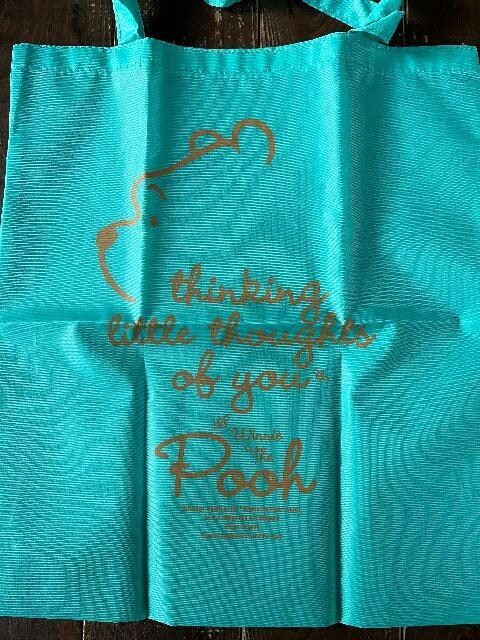 thinking
little thoughts
of you
Winnie
the
Pooh